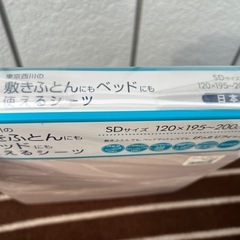 東京西川の
敷きふとんにもベッドにも
使えるシーツ
SDサイズ
120×195~200
日本
SDサイズ 120×195~200
敷きふとんにも
ベッドにも
使えるシーツ